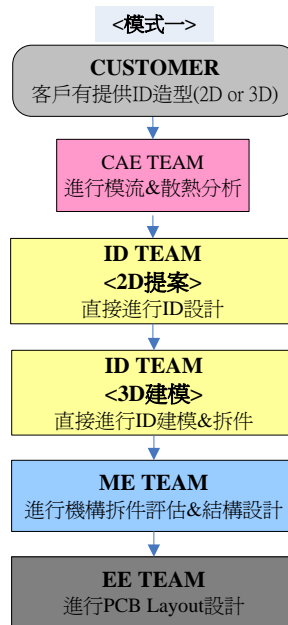 <模式一>
CUSTOMER
客戶有提供ID造型(2D or 3D)
CAE TEAM
進行模流&散熱分析
ID TEAM
<2D提案>
直接進行ID設計
ID TEAM
<3D建模>
直接進行ID建模&拆件
ME TEAM
進行機構拆件評估&結構設計
EE TEAM
進行PCB Layout設計